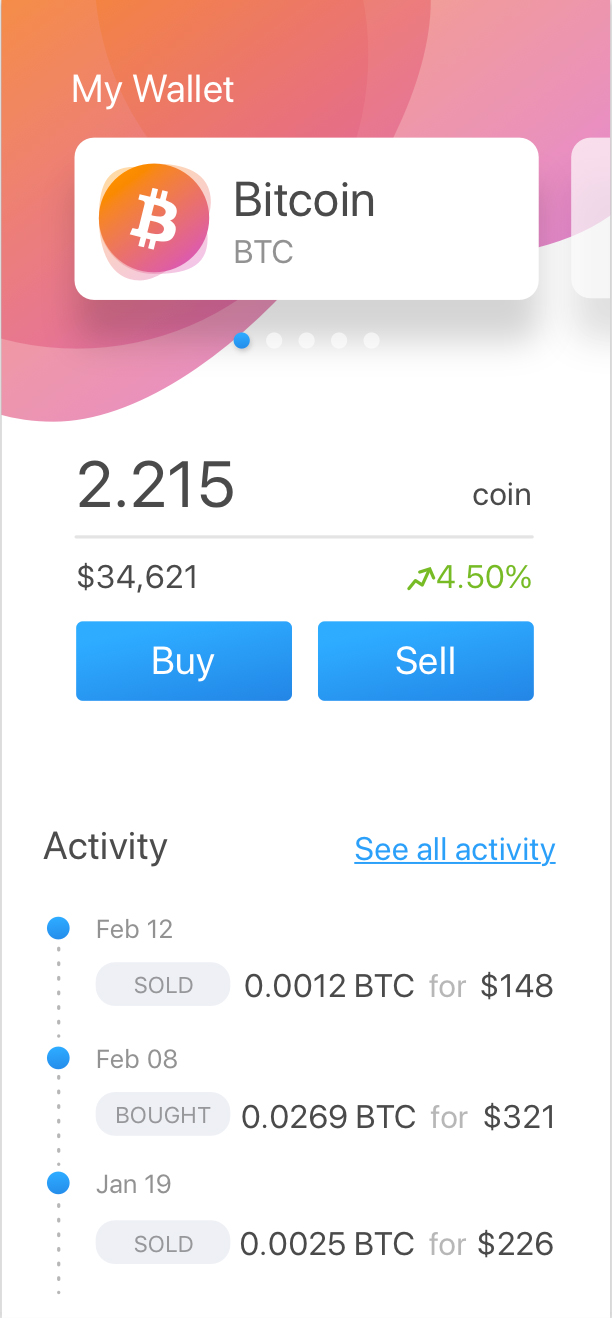 My Wallet
Bitcoin
BTC
2.215 coin
$34,621 4.50%
Buy Sell
Activity See all activity
Feb 12
SOLD 0.0012 BTC for $148
Feb 08
BOUGHT 0.0269 BTC for $321
Jan 19
SOLD 0.0025 BTC for $226